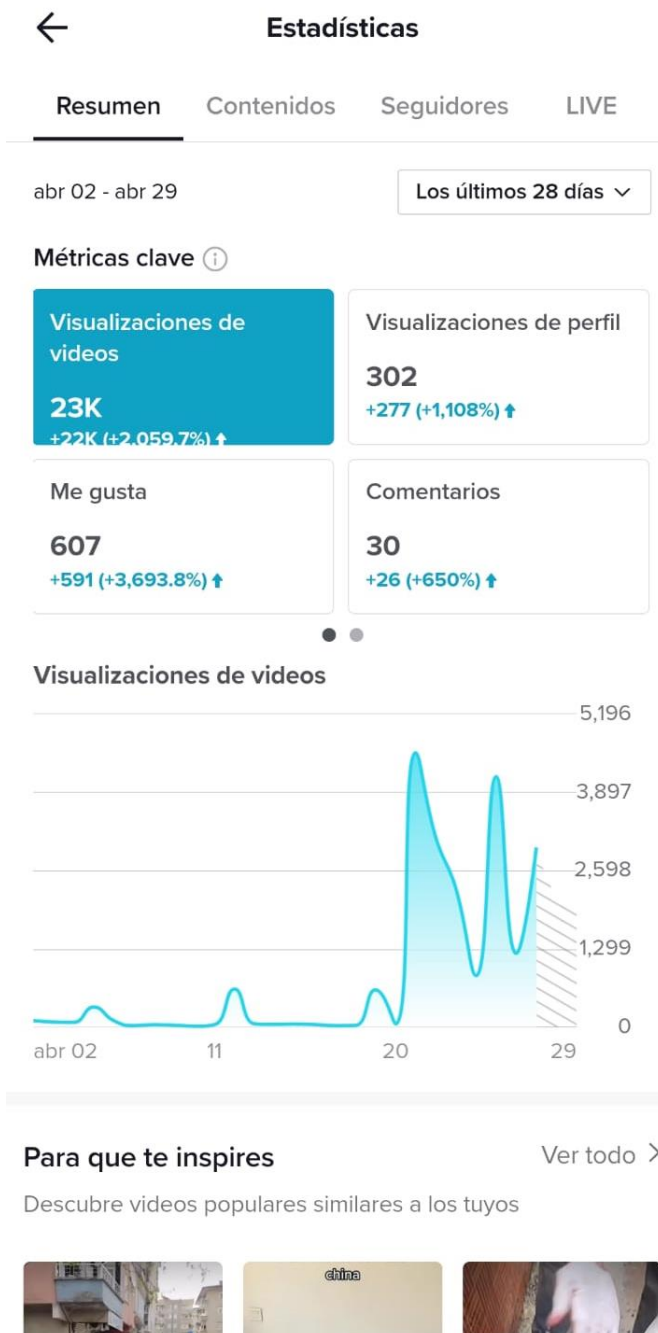 Estadísticas
Resumen Contenidos Seguidores LIVE
abr 02 - abr 29 Los últimos 28 días
Métricas clave
Visualizaciones de videos
23K
+22K (+2,059.7%)
Visualizaciones de perfil
302
+277 (+1,108%)
Me gusta
607
+591 (+3,693.8%)
Comentarios
30
+26 (+650%)
Visualizaciones de videos
5,196
3,897
2,598
1,299
0
abr 02 11 20 29
Para que te inspires Ver todo
Descubre videos populares similares a los tuyos
china